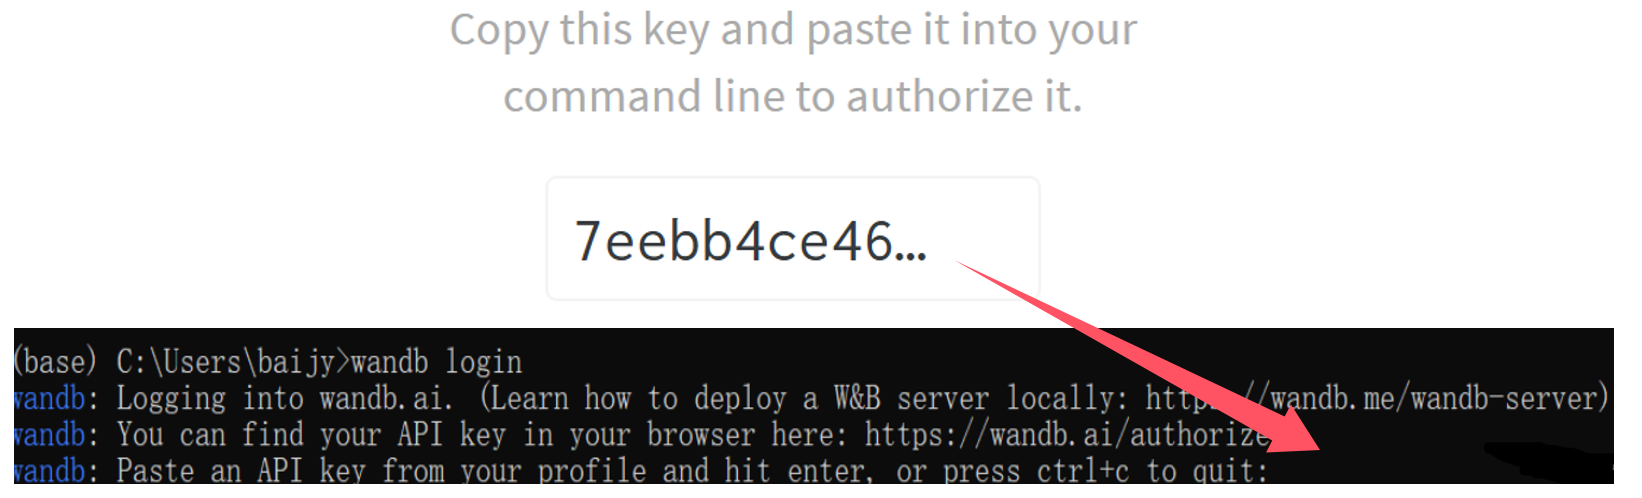 Copy this key and paste it into your
command line to authorize it.
7eebb4ce46…
(base) C:\Users\baijy>wandb login
wandb: Logging into wandb.ai. (Learn how to deploy a W&B server locally: https://wandb.me/wandb-server)
wandb: You can find your API key in your browser here: https://wandb.ai/authorize
wandb: Paste an API key from your profile and hit enter, or press ctrl+c to quit: